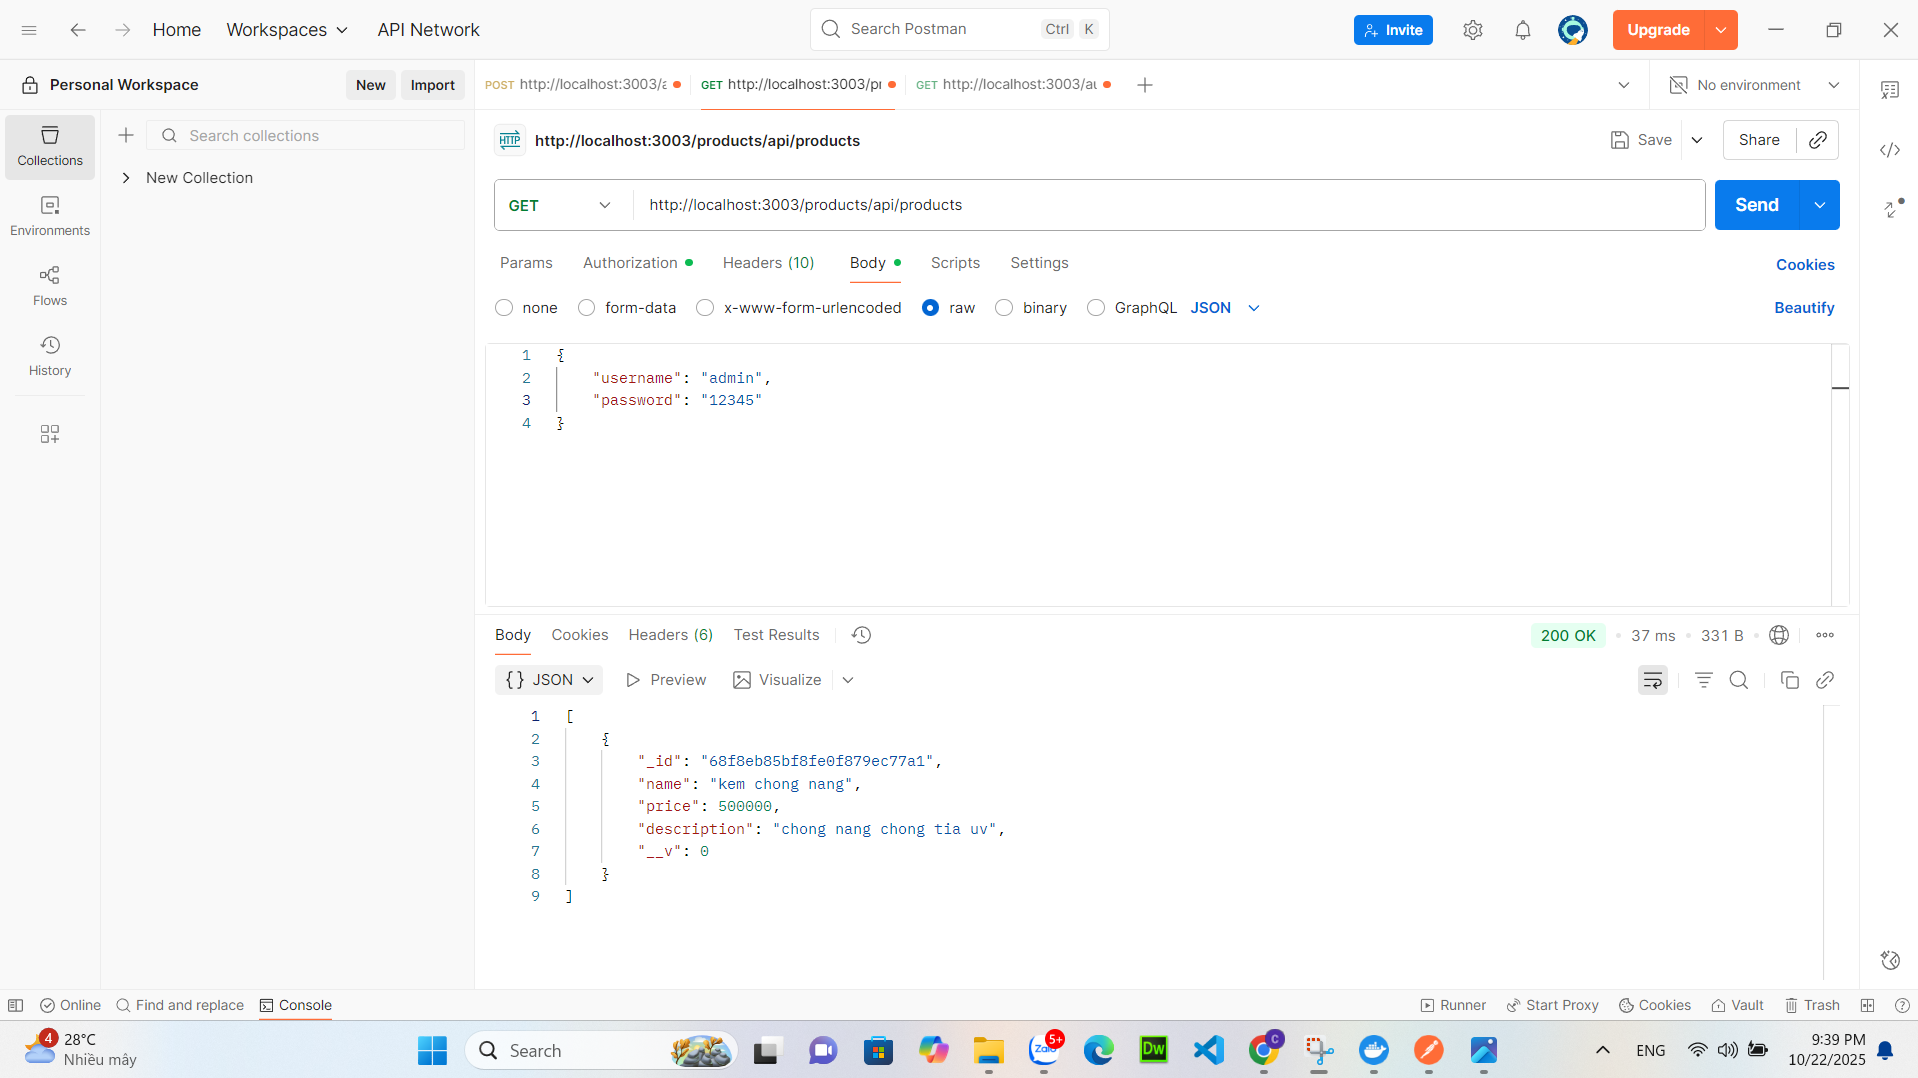 Home
Workspaces
API Network
Search Postman
Ctrl K
Invite
Upgrade
Personal Workspace
New
Import
POST http://localhost:3003/a
GET http://localhost:3003/pr
GET http://localhost:3003/au
No environment
Collections
Search collections
New Collection
Environments
Flows
History
HTTP
http://localhost:3003/products/api/products
Save
Share
GET
http://localhost:3003/products/api/products
Send
Params
Authorization
Headers (10)
Body
Scripts
Settings
Cookies
none
form-data
x-www-form-urlencoded
raw
binary
GraphQL
JSON
Beautify
1 {
2 "username": "admin",
3 "password": "12345"
4 }
Body
Cookies
Headers (6)
Test Results
200 OK
37 ms
331 B
{} JSON
Preview
Visualize
1 [
2 {
3 "_id": "68f8eb85bf8fe0f879ec77a1",
4 "name": "kem chong nang",
5 "price": 500000,
6 "description": "chong nang chong tia uv",
7 "__v": 0
8 }
9 ]
Online
Find and replace
Console
Runner
Start Proxy
Cookies
Vault
Trash
4
28°C
Nhiều mây
Search
Zalo
5+
Dw
C
ENG
9:39 PM
10/22/2025